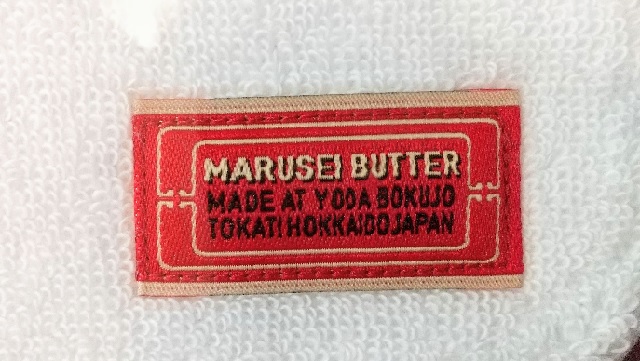 MARUSEI BUTTER
MADE AT YODA BOKUJO
TOKATI HOKKAIDO JAPAN